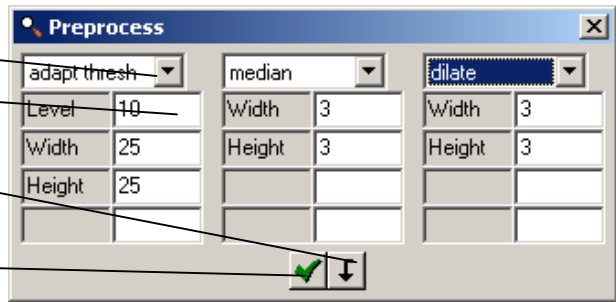 Preprocess
adapt thresh median dilate
Level 10 Width 3 Width 3
Width 25 Height 3 Height 3
Height 25